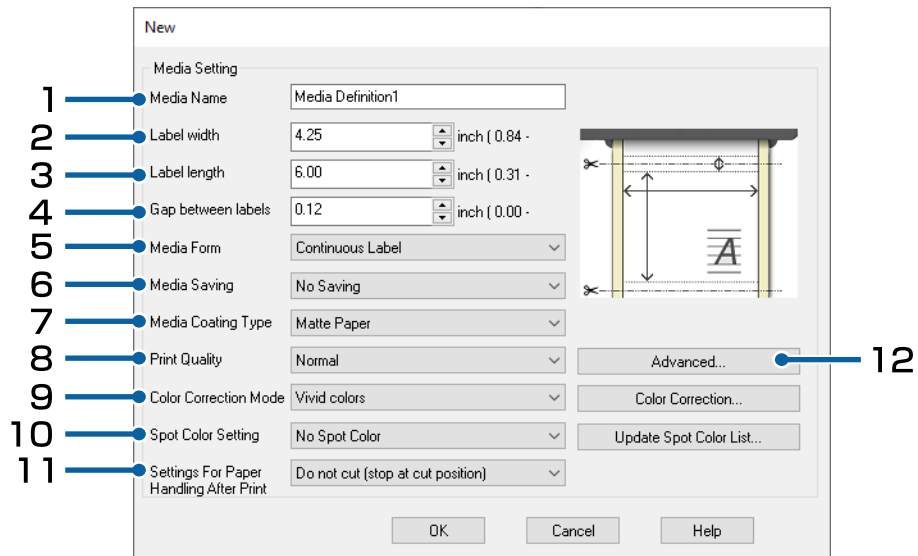 New
Media Setting
1 Media Name Media Definition1
2 Label width 4.25 inch ( 0.84 -
3 Label length 6.00 inch ( 0.31 -
4 Gap between labels 0.12 inch ( 0.00 -
5 Media Form Continuous Label
A
6 Media Saving No Saving
7 Media Coating Type Matte Paper
8 Print Quality Normal Advanced... 12
9 Color Correction Mode Vivid colors Color Correction...
10 Spot Color Setting No Spot Color Update Spot Color List...
11 Settings For Paper Do not cut (stop at cut position)
Handling After Print
OK Cancel Help